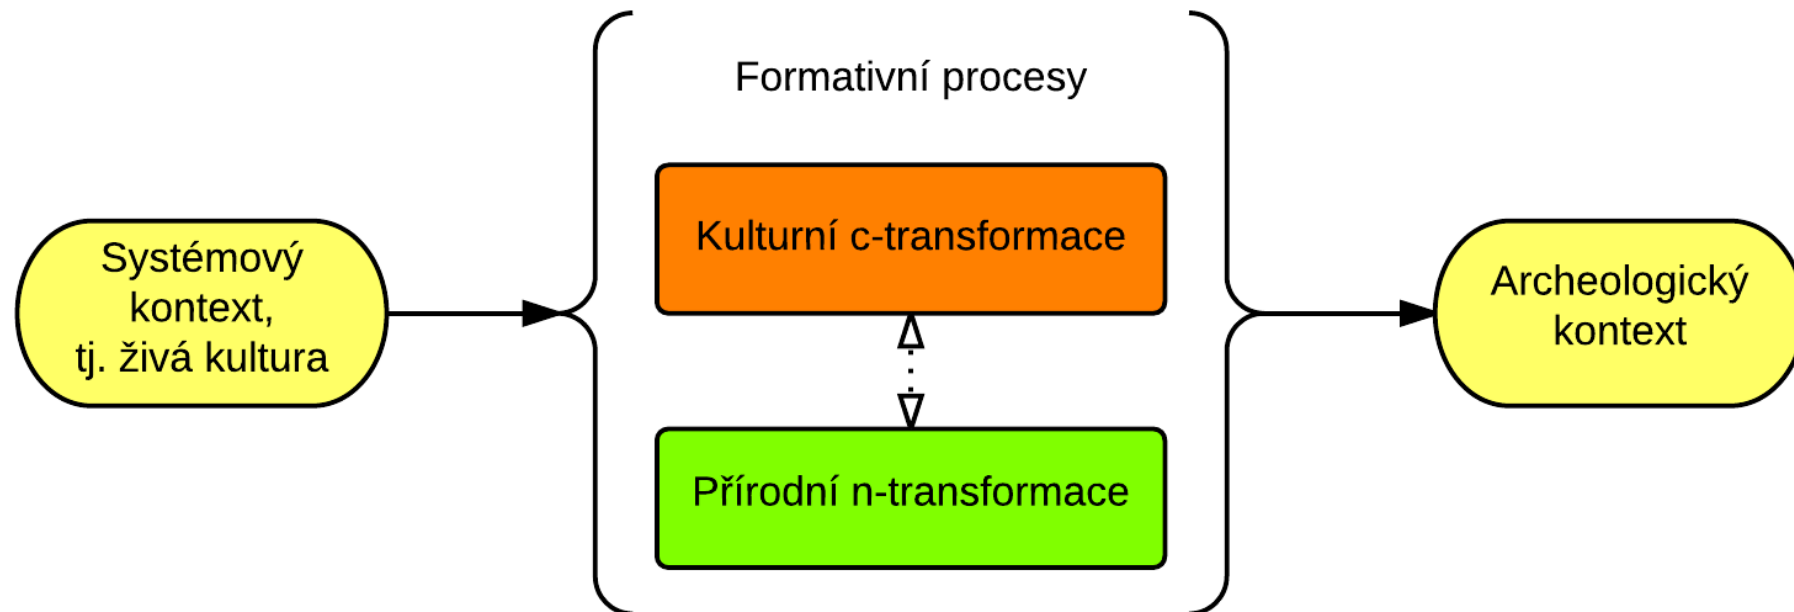 Formativní procesy
Systémový
kontext,
tj. živá kultura
Kulturní c-transformace
Přírodní n-transformace
Archeologický
kontext